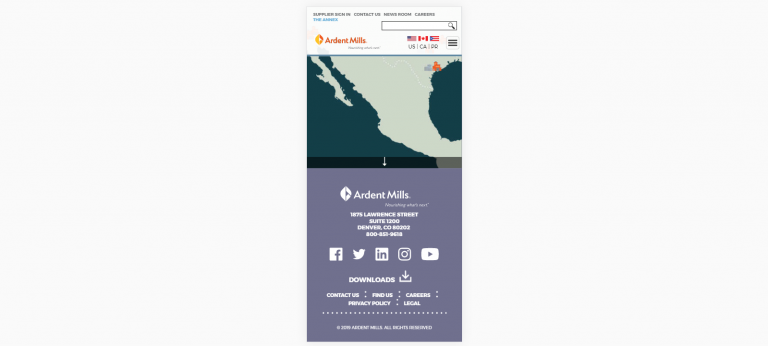 SUPPLIER SIGN IN CONTACT US NEWS ROOM CAREERS
THE ANNEX
Ardent Mills.
Nourishing what's next.
US | CA | PR
Ardent Mills.
Nourishing what's next.
1875 LAWRENCE STREET
SUITE 1200
DENVER, CO 80202
800-851-9618
DOWNLOADS
CONTACT US : FIND US : CAREERS :
PRIVACY POLICY : LEGAL
© 2019 ARDENT MILLS. ALL RIGHTS RESERVED